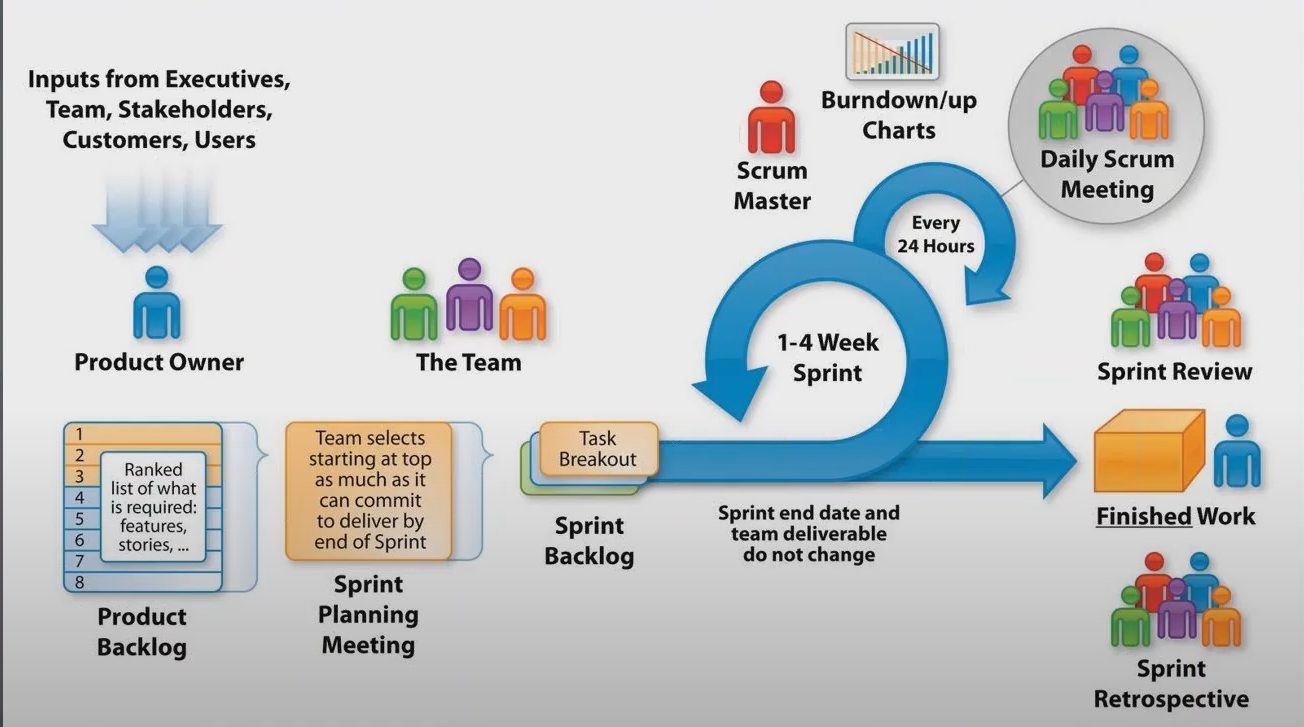 Inputs from Executives,
Team, Stakeholders,
Customers, Users
Product Owner
The Team
Scrum
Master
Burndown/up
Charts
Daily Scrum
Meeting
Every
24 Hours
1-4 Week
Sprint
Sprint Review
1
2
3
4
5
6
7
8
Ranked
list of what
is required:
features,
stories, ...
Product
Backlog
Team selects
starting at top
as much as it
can commit
to deliver by
end of Sprint
Sprint
Planning
Meeting
Task
Breakout
Sprint
Backlog
Sprint end date and
team deliverable
do not change
Finished Work
Sprint
Retrospective